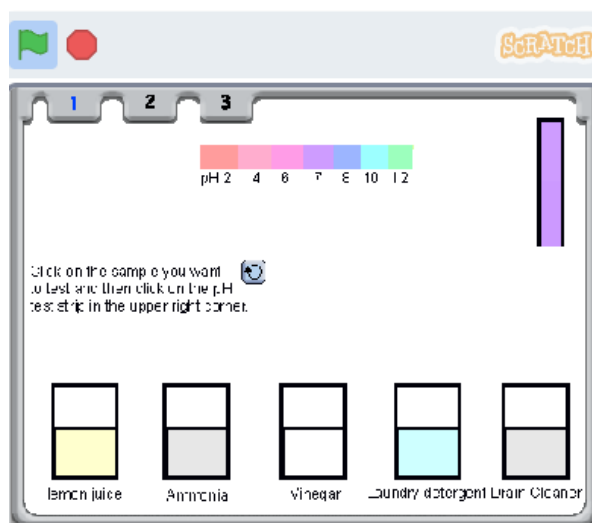 SCRATCH
1 2 3
pH 2 4 6 7 8 10 12
Click on the sample you want
to test and then click on the pH
test strip in the upper right corner.
lemon juice Ammonia Vinegar Laundry detergent Drain Cleaner